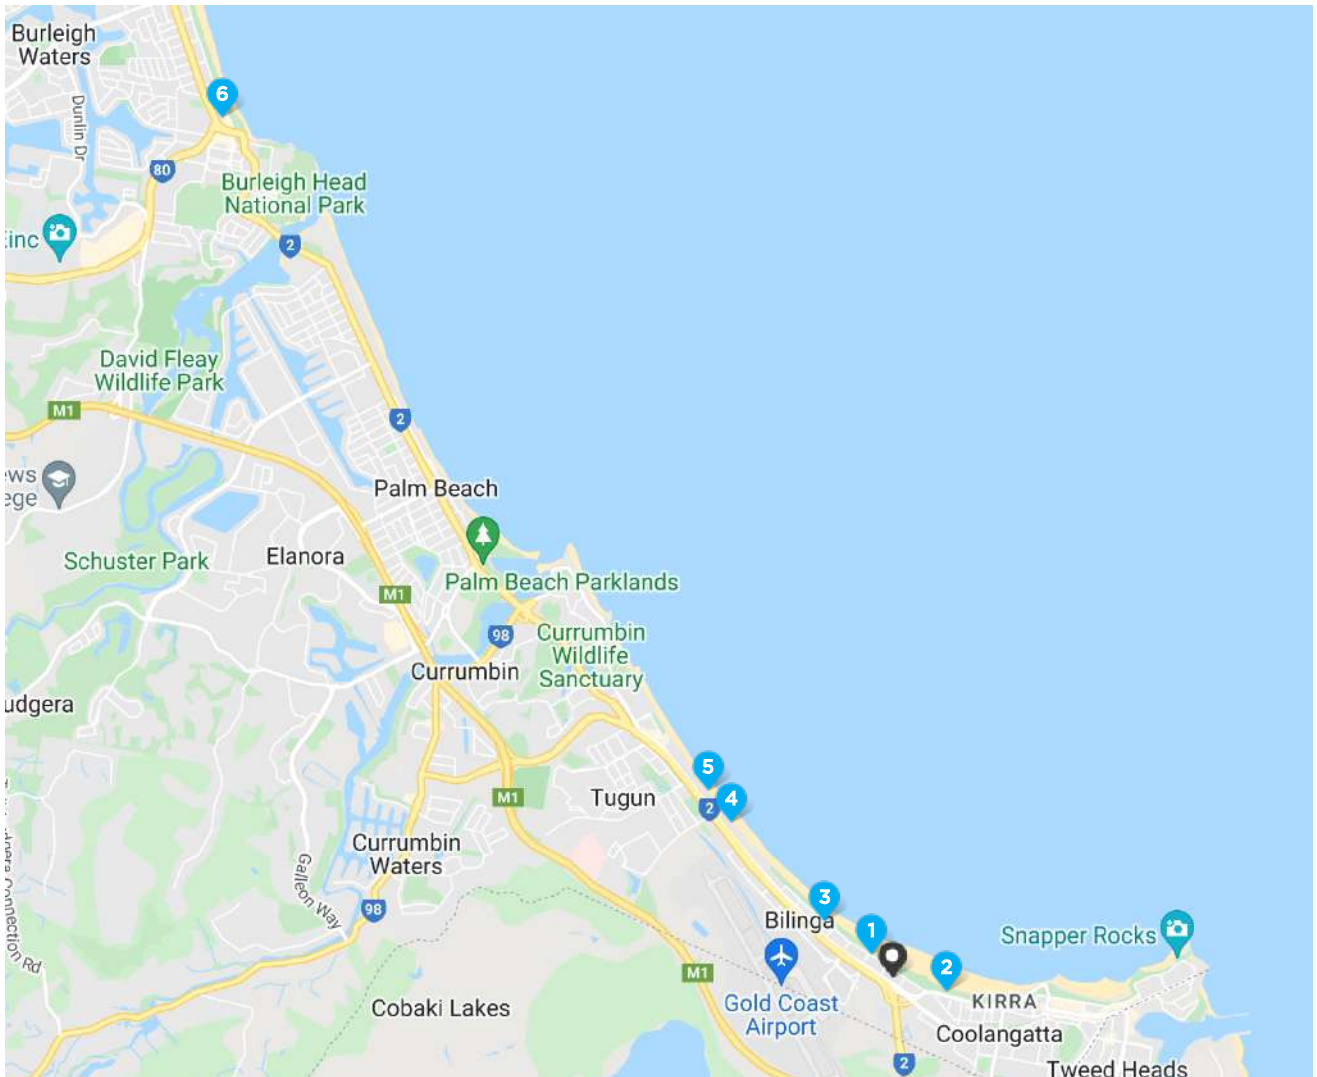 Burleigh
Waters
6
Dunlin Dr
80
Burleigh Head
National Park
inc
2
David Fleay
Wildlife Park
M1
2
ws
ege
Palm Beach
Schuster Park
Elanora
Palm Beach Parklands
M1
98
Currumbin
Wildlife
Sanctuary
Currumbin
udgera
5
4
2
M1
Tugun
Currumbin
Waters
Galleon Way
98
3
Bilinga
1
2
Snapper Rocks
M1
Gold Coast
Airport
KIRRA
Cobaki Lakes
Coolangatta
2
Tweed Heads
Connection Rd